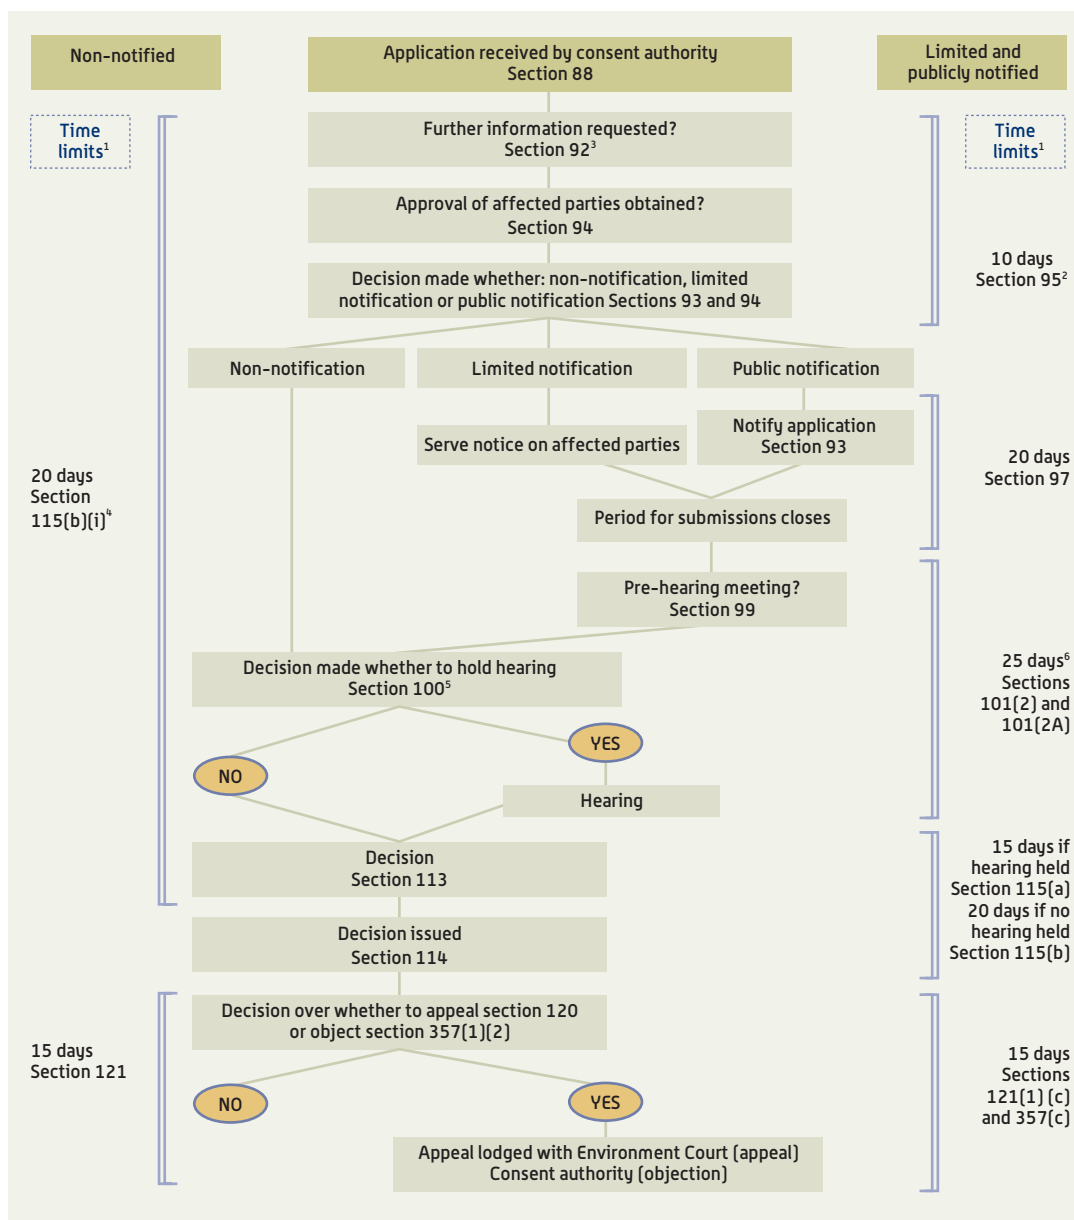 Non-notified
Application received by consent authority
Section 88
Limited and
publicly notified
Time
limits¹
Time
limits¹
Further information requested?
Section 92³
Approval of affected parties obtained?
Section 94
10 days
Section 95²
Decision made whether: non-notification, limited
notification or public notification Sections 93 and 94
Non-notification
Limited notification
Public notification
Serve notice on affected parties
Notify application
Section 93
20 days
Section 97
20 days
Section
115(b)(i)⁴
Period for submissions closes
Pre-hearing meeting?
Section 99
Decision made whether to hold hearing
Section 100⁵
25 days⁶
Sections
101(2) and
101(2A)
YES
NO
Hearing
Decision
Section 113
15 days if
hearing held
Section 115(a)
20 days if no
hearing held
Section 115(b)
Decision issued
Section 114
Decision over whether to appeal section 120
or object section 357(1)(2)
15 days
Section 121
15 days
Sections
121(1) (c)
and 357(c)
NO
YES
Appeal lodged with Environment Court (appeal)
Consent authority (objection)